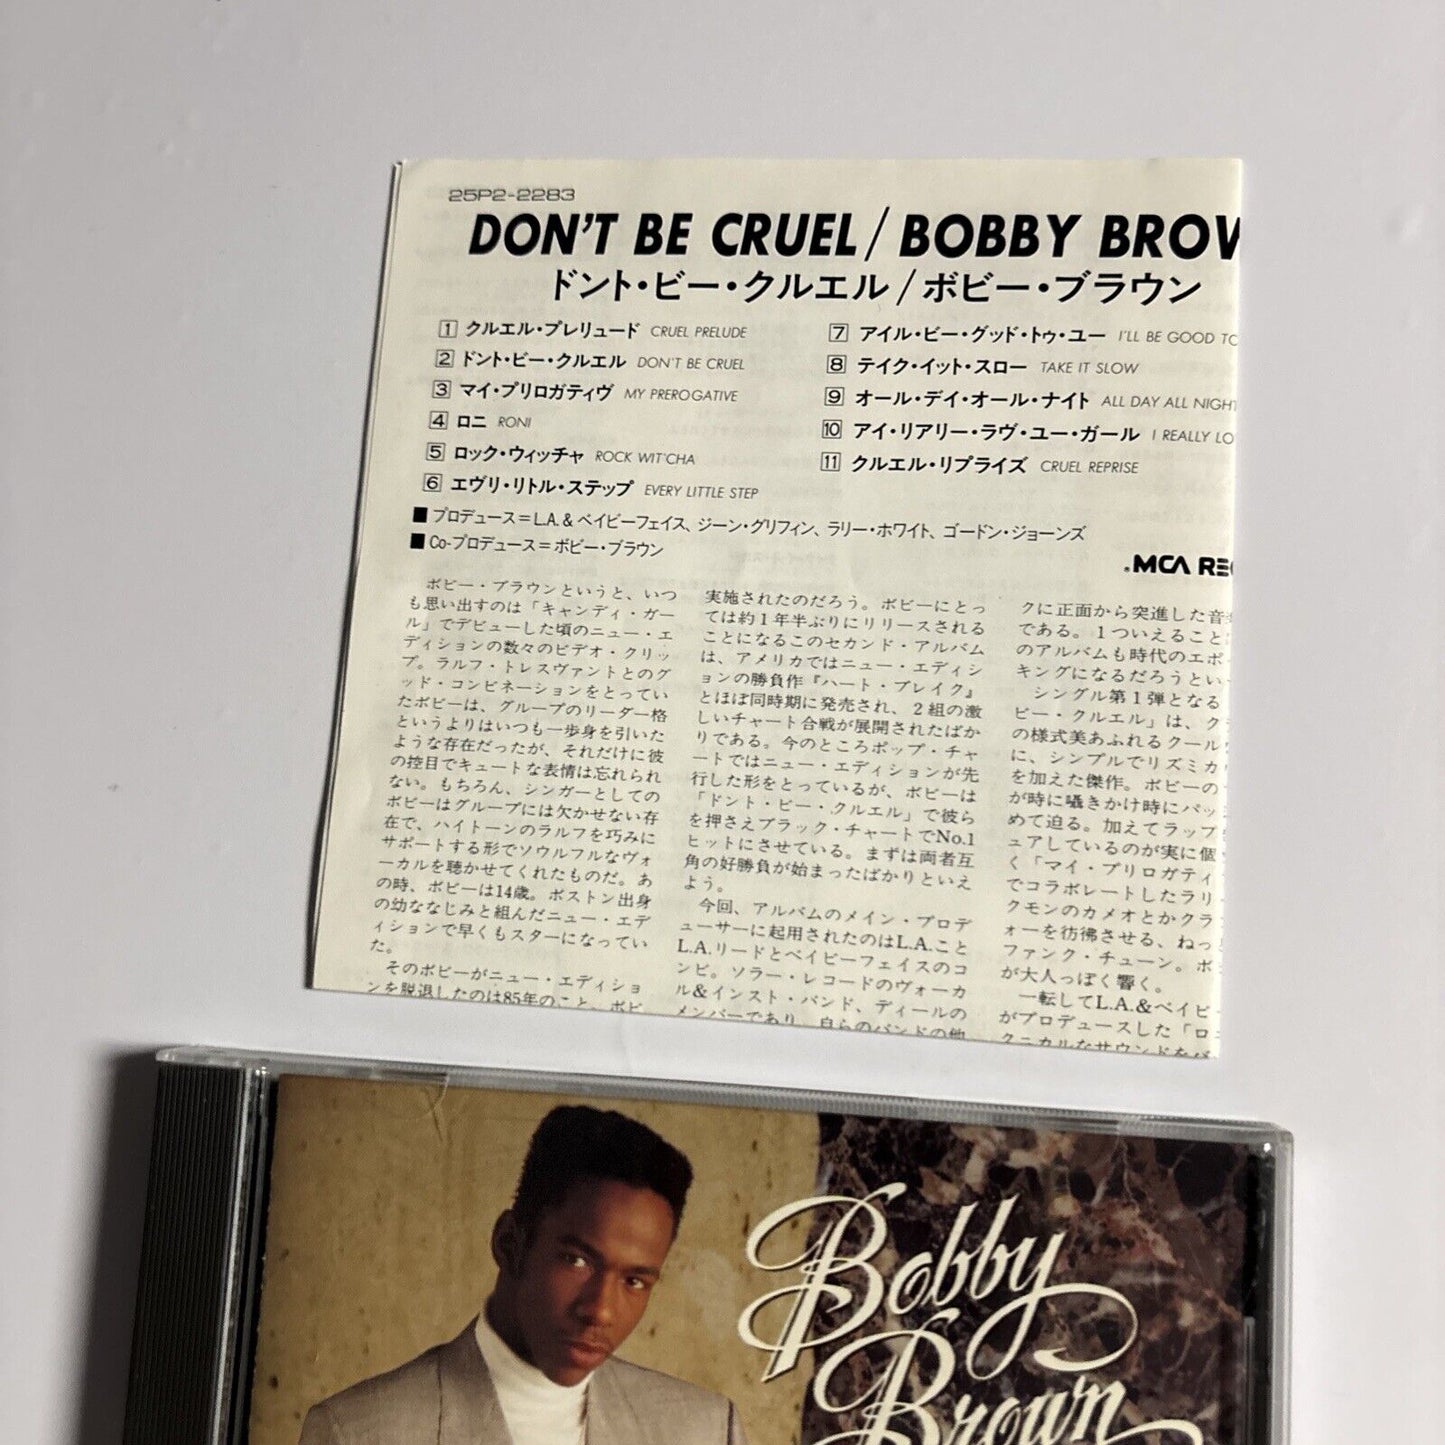 25P2-2283
DON'T BE CRUEL/BOBBY
ドント・ビー・クルエル/ボビー・ブラウン
1 クルエル・プレリュード CRUEL PRELUDE
2 ドント・ビー・クルエル DON'T BE CRUEL
3 マイ・プリロガティヴ MY PREROGATIVE
4 ロニ RONI
5 ロック・ウィッチャ ROCK WIT'CHA
6 エヴリ・リトル・ステップ EVERY LITTLE STEP
7 アイル・ビー・グッド・トゥ・ユー I'LL BE GOOD TO
8 テイク・イット・スロー TAKE IT SLOW
9 オール・デイ・オール・ナイト ALL DAY ALL NIGHT
10 アイ・リアリー・ラヴ・ユー・ガール I REALLY LO
11 クルエル・リプライズ CRUEL REPRISE
■プロデュース=L.A.&ベイビーフェイス、ジーン・グリフィン、ラリー・ホワイト、ゴードン・ジョーンズ
■Co-プロデュース=ボビー・ブラウン
MCA
ボビー・ブラウンというと、いつ
も思い出すのは「キャンディ・ガー
ル」でデビューした頃のニュー・エ
ディションの数々のビデオ・クリッ
プ。ラルフ・トレスヴァントとのグ
ッド・コンビネーションをとってい
たボビーは、グループのリーダー格
というよりはいつも一歩身を引いた
ような存在だったが、それだけに彼
の控目でキュートな表情は忘れられ
ない。もちろん、シンガーとしての
ボビーはグループには欠かせない存
在で、ハイトーンのラルフを巧みに
サポートする形でソウルフルなヴォ
ーカルを聴かせてくれたものだ。あ
の時、ボビーは14歳。ボストン出身
の幼ななじみと組んだニュー・エデ
ィションで早くもスターになってい
た。
そのボビーがニュー・エディショ
ンを脱退したのは85年のこと。ボビ
実施されたのだろう。ボビーにとっ
ては約1年半ぶりにリリースされる
ことになるこのセカンド・アルバム
は、アメリカではニュー・エディシ
ョンの勝負作『ハート・ブレイク』
とほぼ同時期に発売され、2組の激
しいチャート合戦が展開されたばか
りである。今のところポップ・チャ
ートではニュー・エディションが先
行した形をとっているが、ボビーは
「ドント・ビー・クルエル」で彼ら
を押さえブラック・チャートでNo.1
ヒットにさせている。まずは両者互
角の好勝負が始まったばかりといえ
よう。
今回、アルバムのメイン・プロデ
ューサーに起用されたのはL.A.こと
L.A.リードとベイビーフェイスのコ
ンビ。ソラー・レコードのヴォーカ
ル&インスト・バンド、ディールの
メンバーであり、自らのバンドの他
クに正面から突進した音
である。1ついえること
のアルバムも時代のエポ
キングになるだろうとい
シングル第1弾となる
ビー・クルエル」は、ク
の様式美あふれるクール
に、シンプルでリズミカ
を加えた傑作。ボビーの
が時に囁きかけ時にパッ
めて迫る。加えてラップ
ュアしているのが実に個
く「マイ・プリロガティ
でコラボレートしたラリ
クモンのカメオとかクラ
ォーを彷彿させる、ねっ
ファンク・チューン。ボ
が大人っぽく響く。
一転してL.A.&ベイビ
がプロデュースした「ロ
クニカルなサウンドをバ
Bobby
Brown